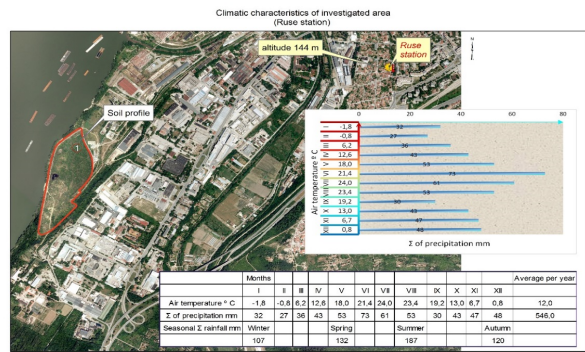 Climatic characteristics of investigated area
(Ruse station)
altitude 144 m
Ruse
station
Soil profile
1
0 20 40 60 80
Air temperature º C
I -1,8 32
II -0,8 27
III 6,2 36
IV 12,6 43
V 18,0 53
VI 21,4 73
VII 24,0 61
VIII 23,4 53
IX 19,2 30
X 13,0 43
XI 6,7 47
XII 0,8 48
Σ of precipitation mm
Months Average per year
I II III IV V VI VII VIII IX X XI XII
Air temperature º C -1,8 -0,8 6,2 12,6 18,0 21,4 24,0 23,4 19,2 13,0 6,7 0,8 12,0
Σ of precipitation mm 32 27 36 43 53 73 61 53 30 43 47 48 546,0
Seasonal Σ rainfall mm Winter Spring Summer Autumn
107 132 187 120